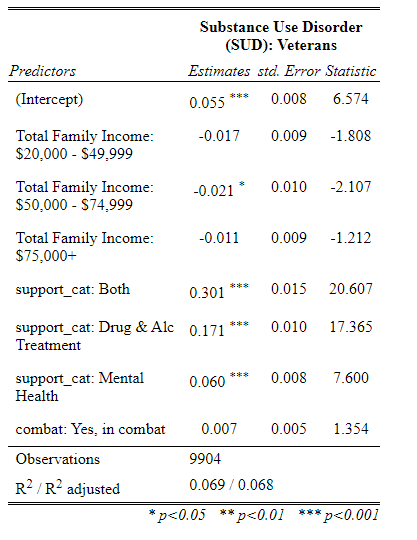 Substance Use Disorder
(SUD): Veterans
Predictors Estimates std. Error Statistic
(Intercept) 0.055 *** 0.008 6.574
Total Family Income: -0.017 0.009 -1.808
$20,000 - $49,999
Total Family Income: -0.021 * 0.010 -2.107
$50,000 - $74,999
Total Family Income: -0.011 0.009 -1.212
$75,000+
support_cat: Both 0.301 *** 0.015 20.607
support_cat: Drug & Alc 0.171 *** 0.010 17.365
Treatment
support_cat: Mental 0.060 *** 0.008 7.600
Health
combat: Yes, in combat 0.007 0.005 1.354
Observations 9904
R2 / R2 adjusted 0.069 / 0.068
* p<0.05 ** p<0.01 *** p<0.001